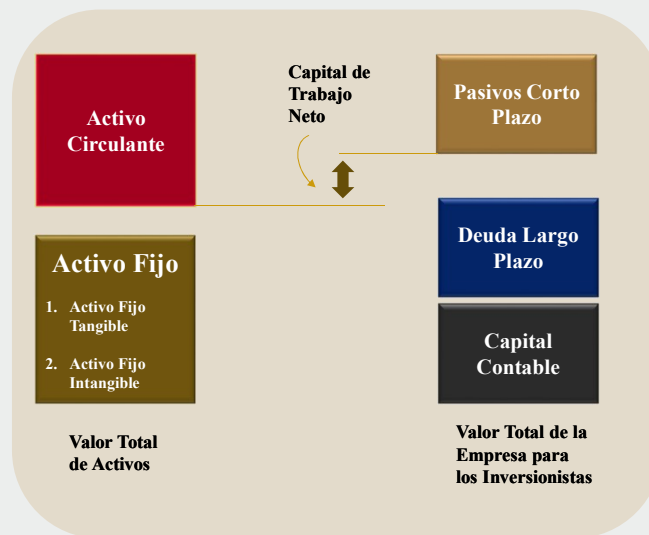 Activo
Circulante
Capital de
Trabajo
Neto
Pasivos Corto
Plazo
Activo Fijo
1. Activo Fijo
Tangible
2. Activo Fijo
Intangible
Deuda Largo
Plazo
Capital
Contable
Valor Total
de Activos
Valor Total de la
Empresa para
los Inversionistas